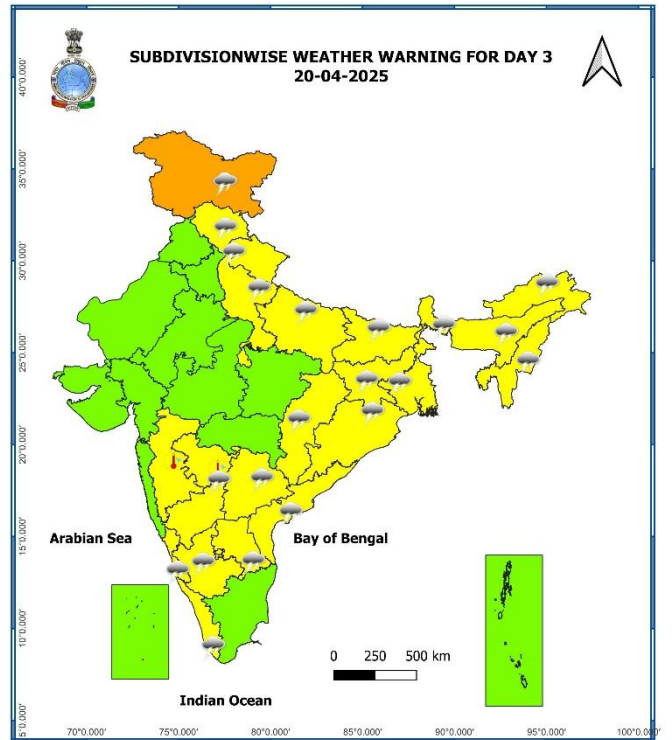 SUBDIVISIONWISE WEATHER WARNING FOR DAY 3
20-04-2025
40°0.000'
35°0.000'
30°0.000'
25°0.000'
20°0.000'
15°0.000'
10°0.000'
5°0.000'
Arabian Sea
Bay of Bengal
0 250 500 km
Indian Ocean
70°0.000' 75°0.000' 80°0.000' 85°0.000' 90°0.000' 95°0.000' 100°0.000'